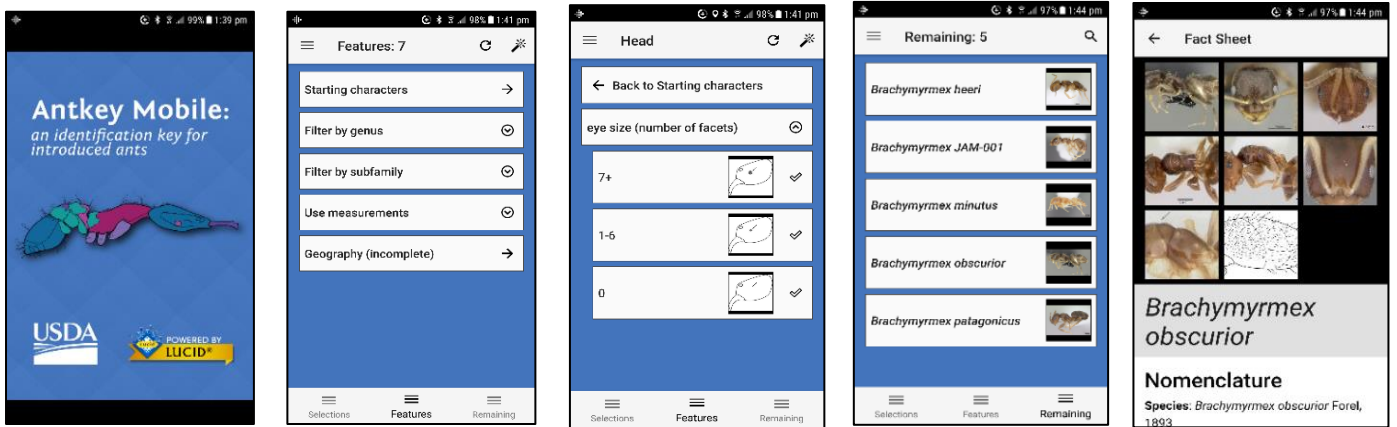 99% 1:39 pm
Antkey Mobile:
an identification key for
introduced ants
USDA
POWERED BY
LUCID®
98% 1:41 pm
Features: 7
Starting characters
Filter by genus
Filter by subfamily
Use measurements
Geography (incomplete)
Selections Features Remaining
98% 1:41 pm
Head
Back to Starting characters
eye size (number of facets)
7+
1-6
0
Selections Features Remaining
97% 1:44 pm
Remaining: 5
Brachymyrmex heeri
Brachymyrmex JAM-001
Brachymyrmex minutus
Brachymyrmex obscurior
Brachymyrmex patagonicus
Selections Features Remaining
97% 1:44 pm
Fact Sheet
Brachymyrmex
obscurior
Nomenclature
Species: Brachymyrmex obscurior Forel,
1893